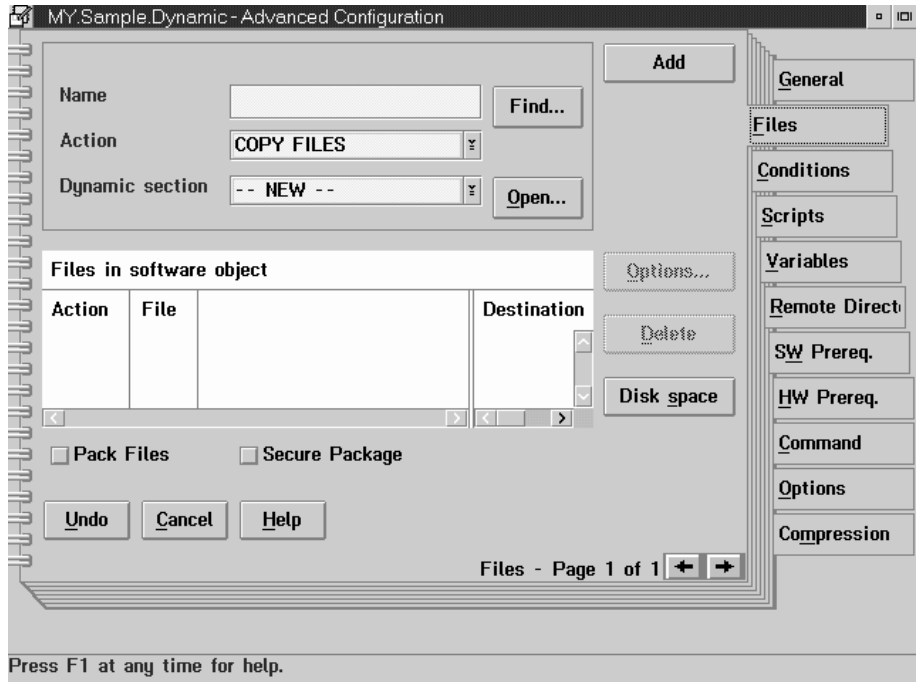 MY.Sample.Dynamic - Advanced Configuration
Name
Find...
Action
COPY FILES
Dynamic section
-- NEW --
Open...
Add
Files in software object
Action
File
Destination
Options...
Delete
Disk space
Pack Files
Secure Package
Undo
Cancel
Help
Files - Page 1 of 1
General
Files
Conditions
Scripts
Variables
Remote Direct
SW Prereq.
HW Prereq.
Command
Options
Compression
Press F1 at any time for help.